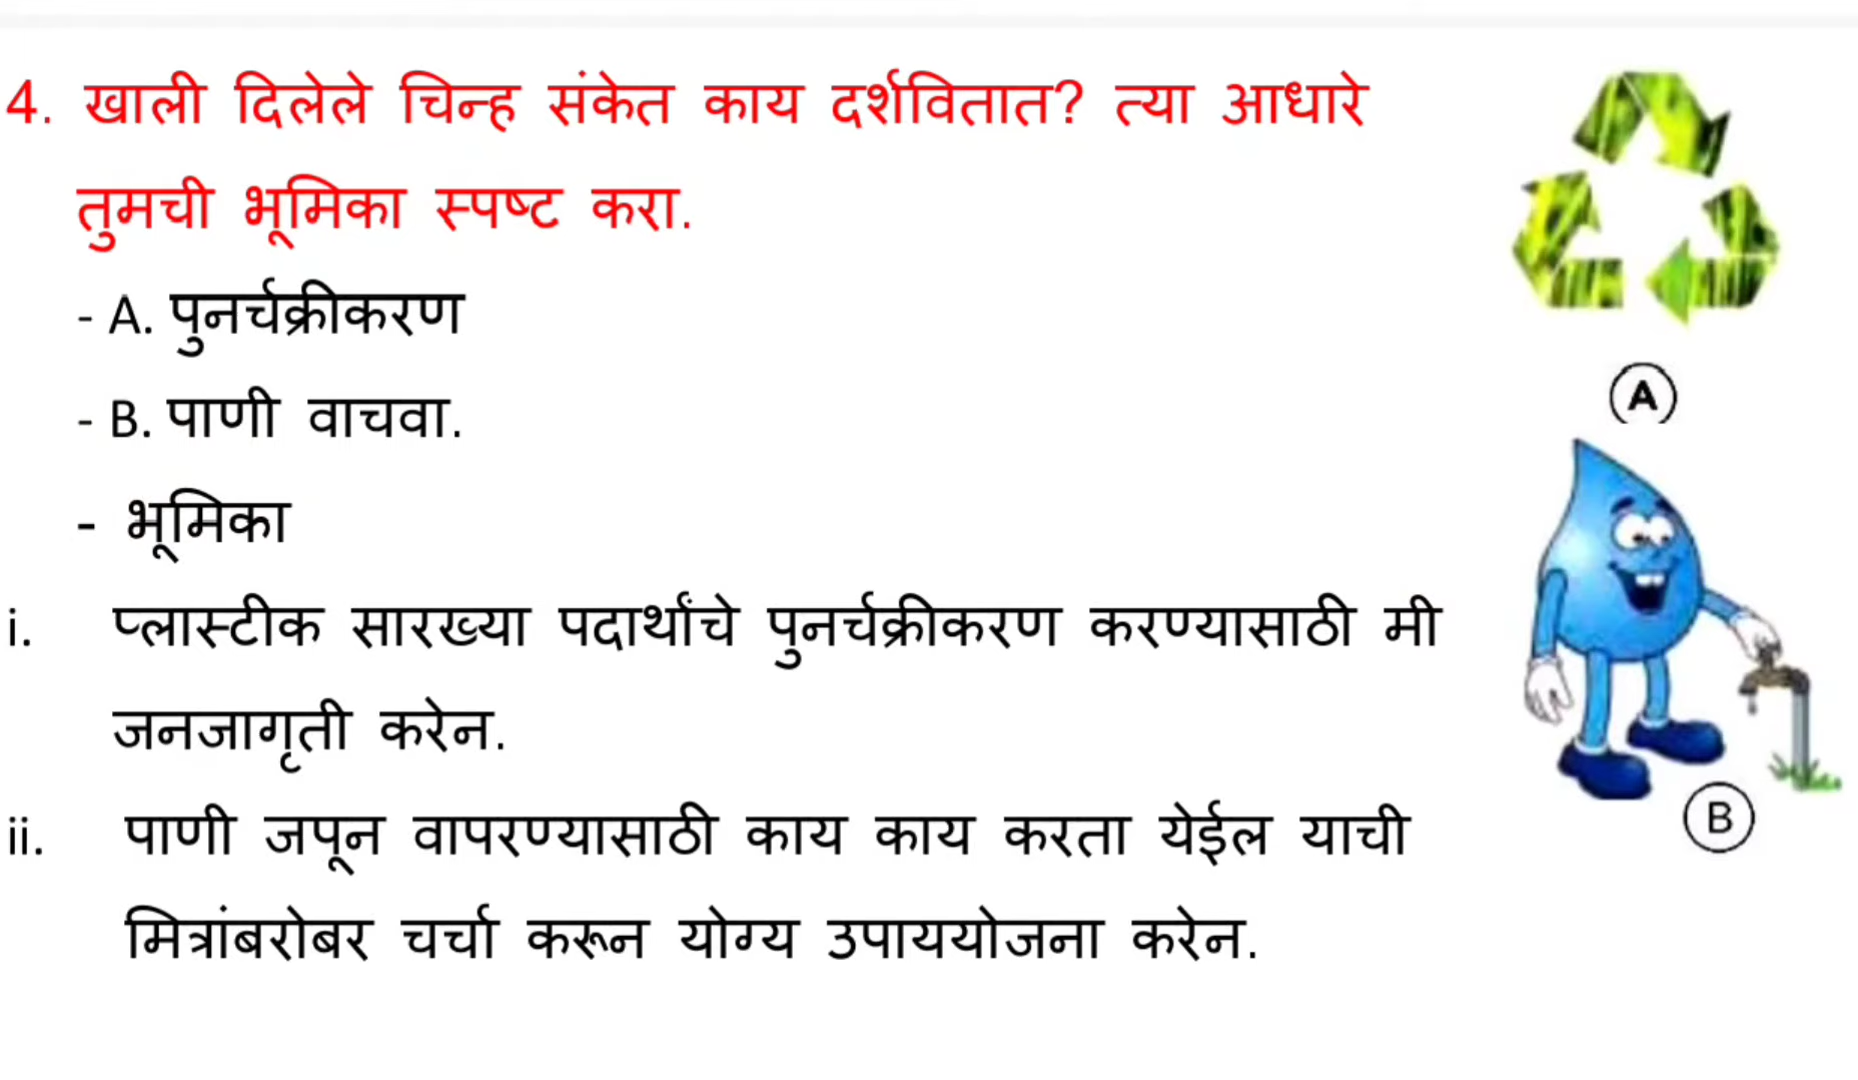 4. खाली दिलेले चिन्ह संकेत काय दर्शवितात? त्या आधारे
तुमची भूमिका स्पष्ट करा.
- A. पुनर्चक्रीकरण
- B. पाणी वाचवा.
- भूमिका
i. प्लास्टीक सारख्या पदार्थांचे पुनर्चक्रीकरण करण्यासाठी मी
जनजागृती करेन.
ii. पाणी जपून वापरण्यासाठी काय काय करता येईल याची
मित्रांबरोबर चर्चा करून योग्य उपाययोजना करेन.
A
B